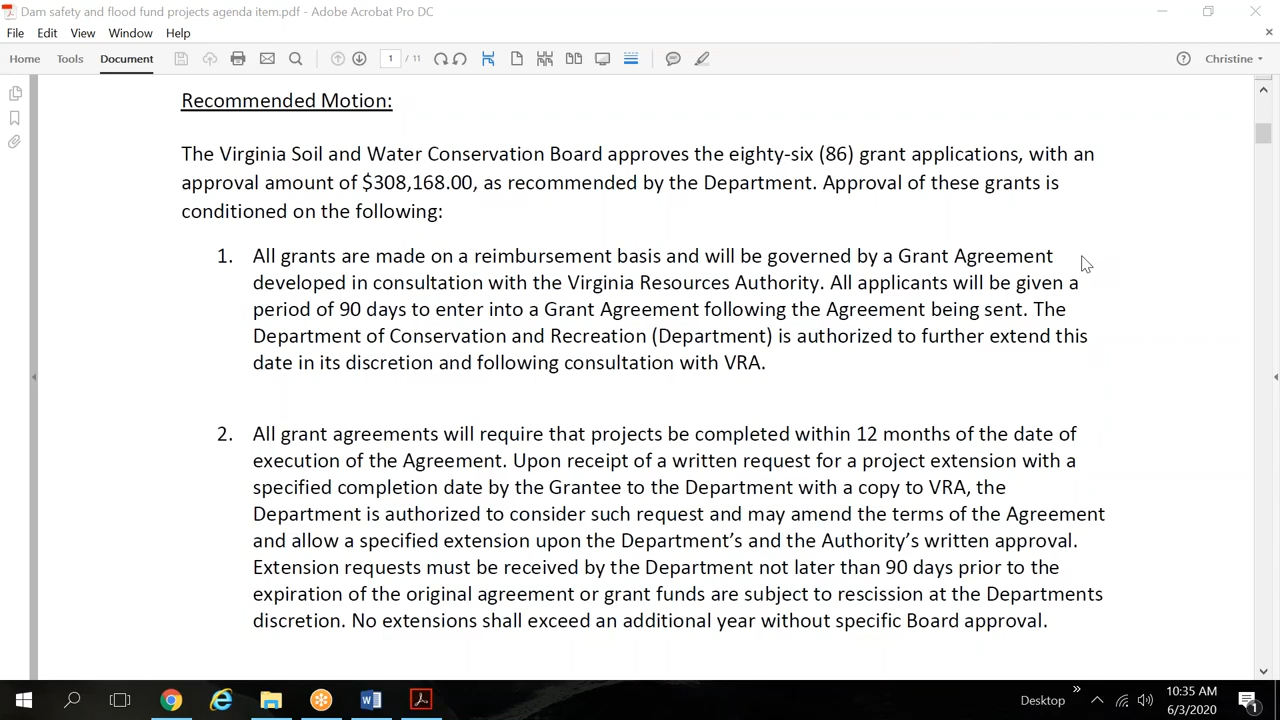 Dam safety and flood fund projects agenda item.pdf - Adobe Acrobat Pro DC
File Edit View Window Help
Home Tools Document 1 / 11 Christine
Recommended Motion:
The Virginia Soil and Water Conservation Board approves the eighty-six (86) grant applications, with an
approval amount of $308,168.00, as recommended by the Department. Approval of these grants is
conditioned on the following:
1. All grants are made on a reimbursement basis and will be governed by a Grant Agreement
developed in consultation with the Virginia Resources Authority. All applicants will be given a
period of 90 days to enter into a Grant Agreement following the Agreement being sent. The
Department of Conservation and Recreation (Department) is authorized to further extend this
date in its discretion and following consultation with VRA.
2. All grant agreements will require that projects be completed within 12 months of the date of
execution of the Agreement. Upon receipt of a written request for a project extension with a
specified completion date by the Grantee to the Department with a copy to VRA, the
Department is authorized to consider such request and may amend the terms of the Agreement
and allow a specified extension upon the Department's and the Authority's written approval.
Extension requests must be received by the Department not later than 90 days prior to the
expiration of the original agreement or grant funds are subject to rescission at the Departments
discretion. No extensions shall exceed an additional year without specific Board approval.
Desktop
10:35 AM
6/3/2020
1